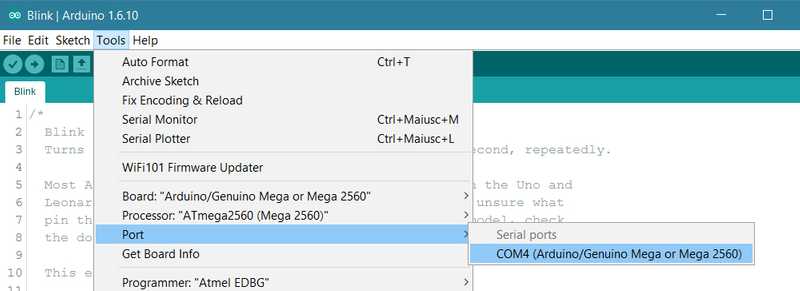 Blink | Arduino 1.6.10
File Edit Sketch Tools Help
Blink
Auto Format Ctrl+T
Archive Sketch
Fix Encoding & Reload
Serial Monitor Ctrl+Maiusc+M
Serial Plotter Ctrl+Maiusc+L
WiFi101 Firmware Updater
Board: "Arduino/Genuino Mega or Mega 2560"
Processor: "ATmega2560 (Mega 2560)"
Port
Get Board Info
Programmer: "Atmel EDBG"
Serial ports
COM4 (Arduino/Genuino Mega or Mega 2560)
1 /*
2 Blink
3 Turns econd, repeatedly.
4
5 Most A n the Uno and
6 Leonar unsure what
7 pin th model, check
8 the do
9
10 This e